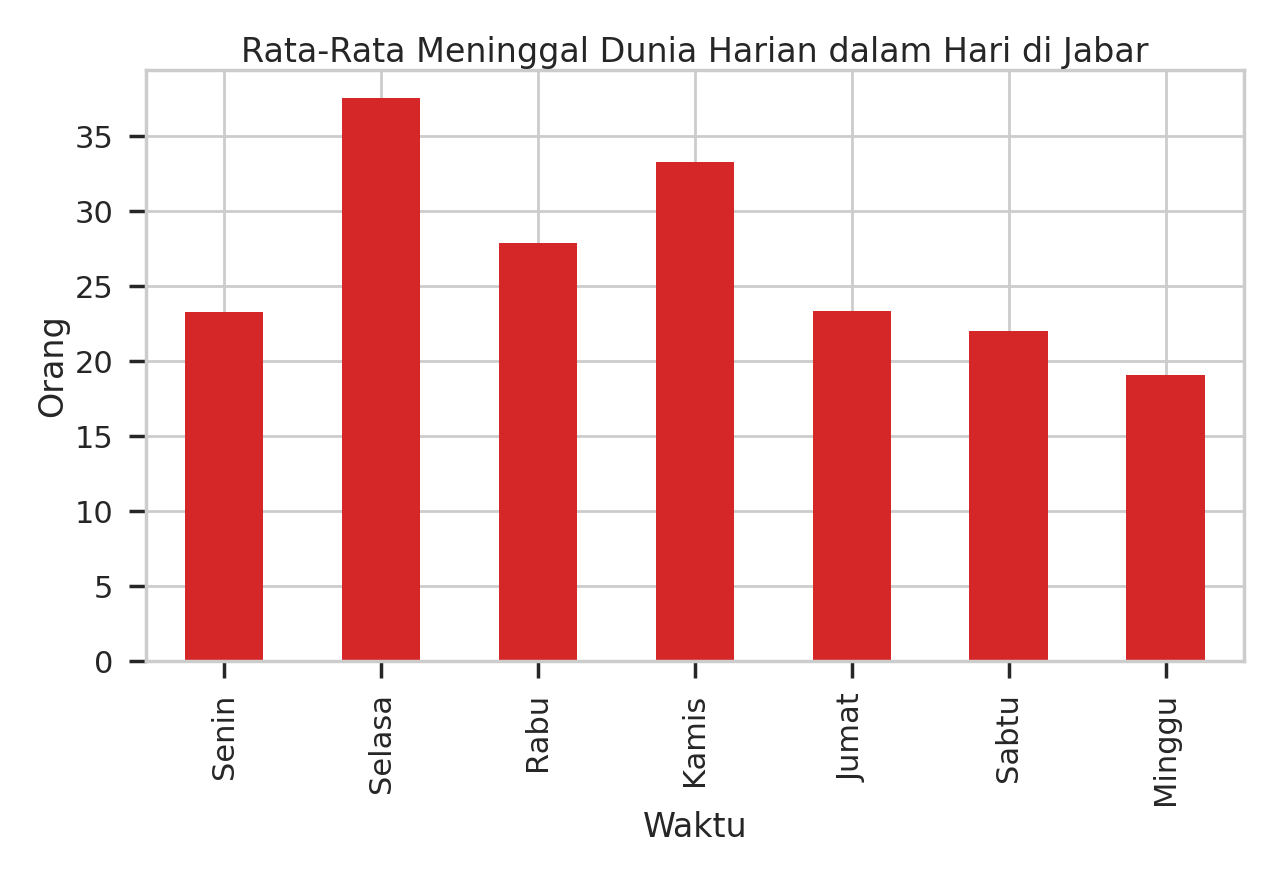 Rata-Rata Meninggal Dunia Harian dalam Hari di Jabar
Orang
35
30
25
20
15
10
5
0
Senin
Selasa
Rabu
Kamis
Jumat
Sabtu
Minggu
Waktu